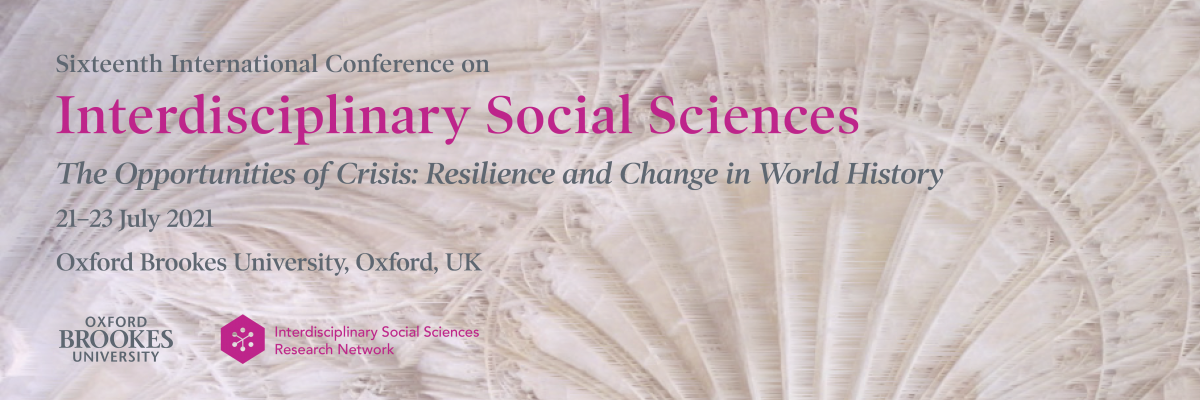 Sixteenth International Conference on
Interdisciplinary Social Sciences
The Opportunities of Crisis: Resilience and Change in World History
21–23 July 2021
Oxford Brookes University, Oxford, UK
OXFORD
BROOKES
UNIVERSITY
Interdisciplinary Social Sciences
Research Network